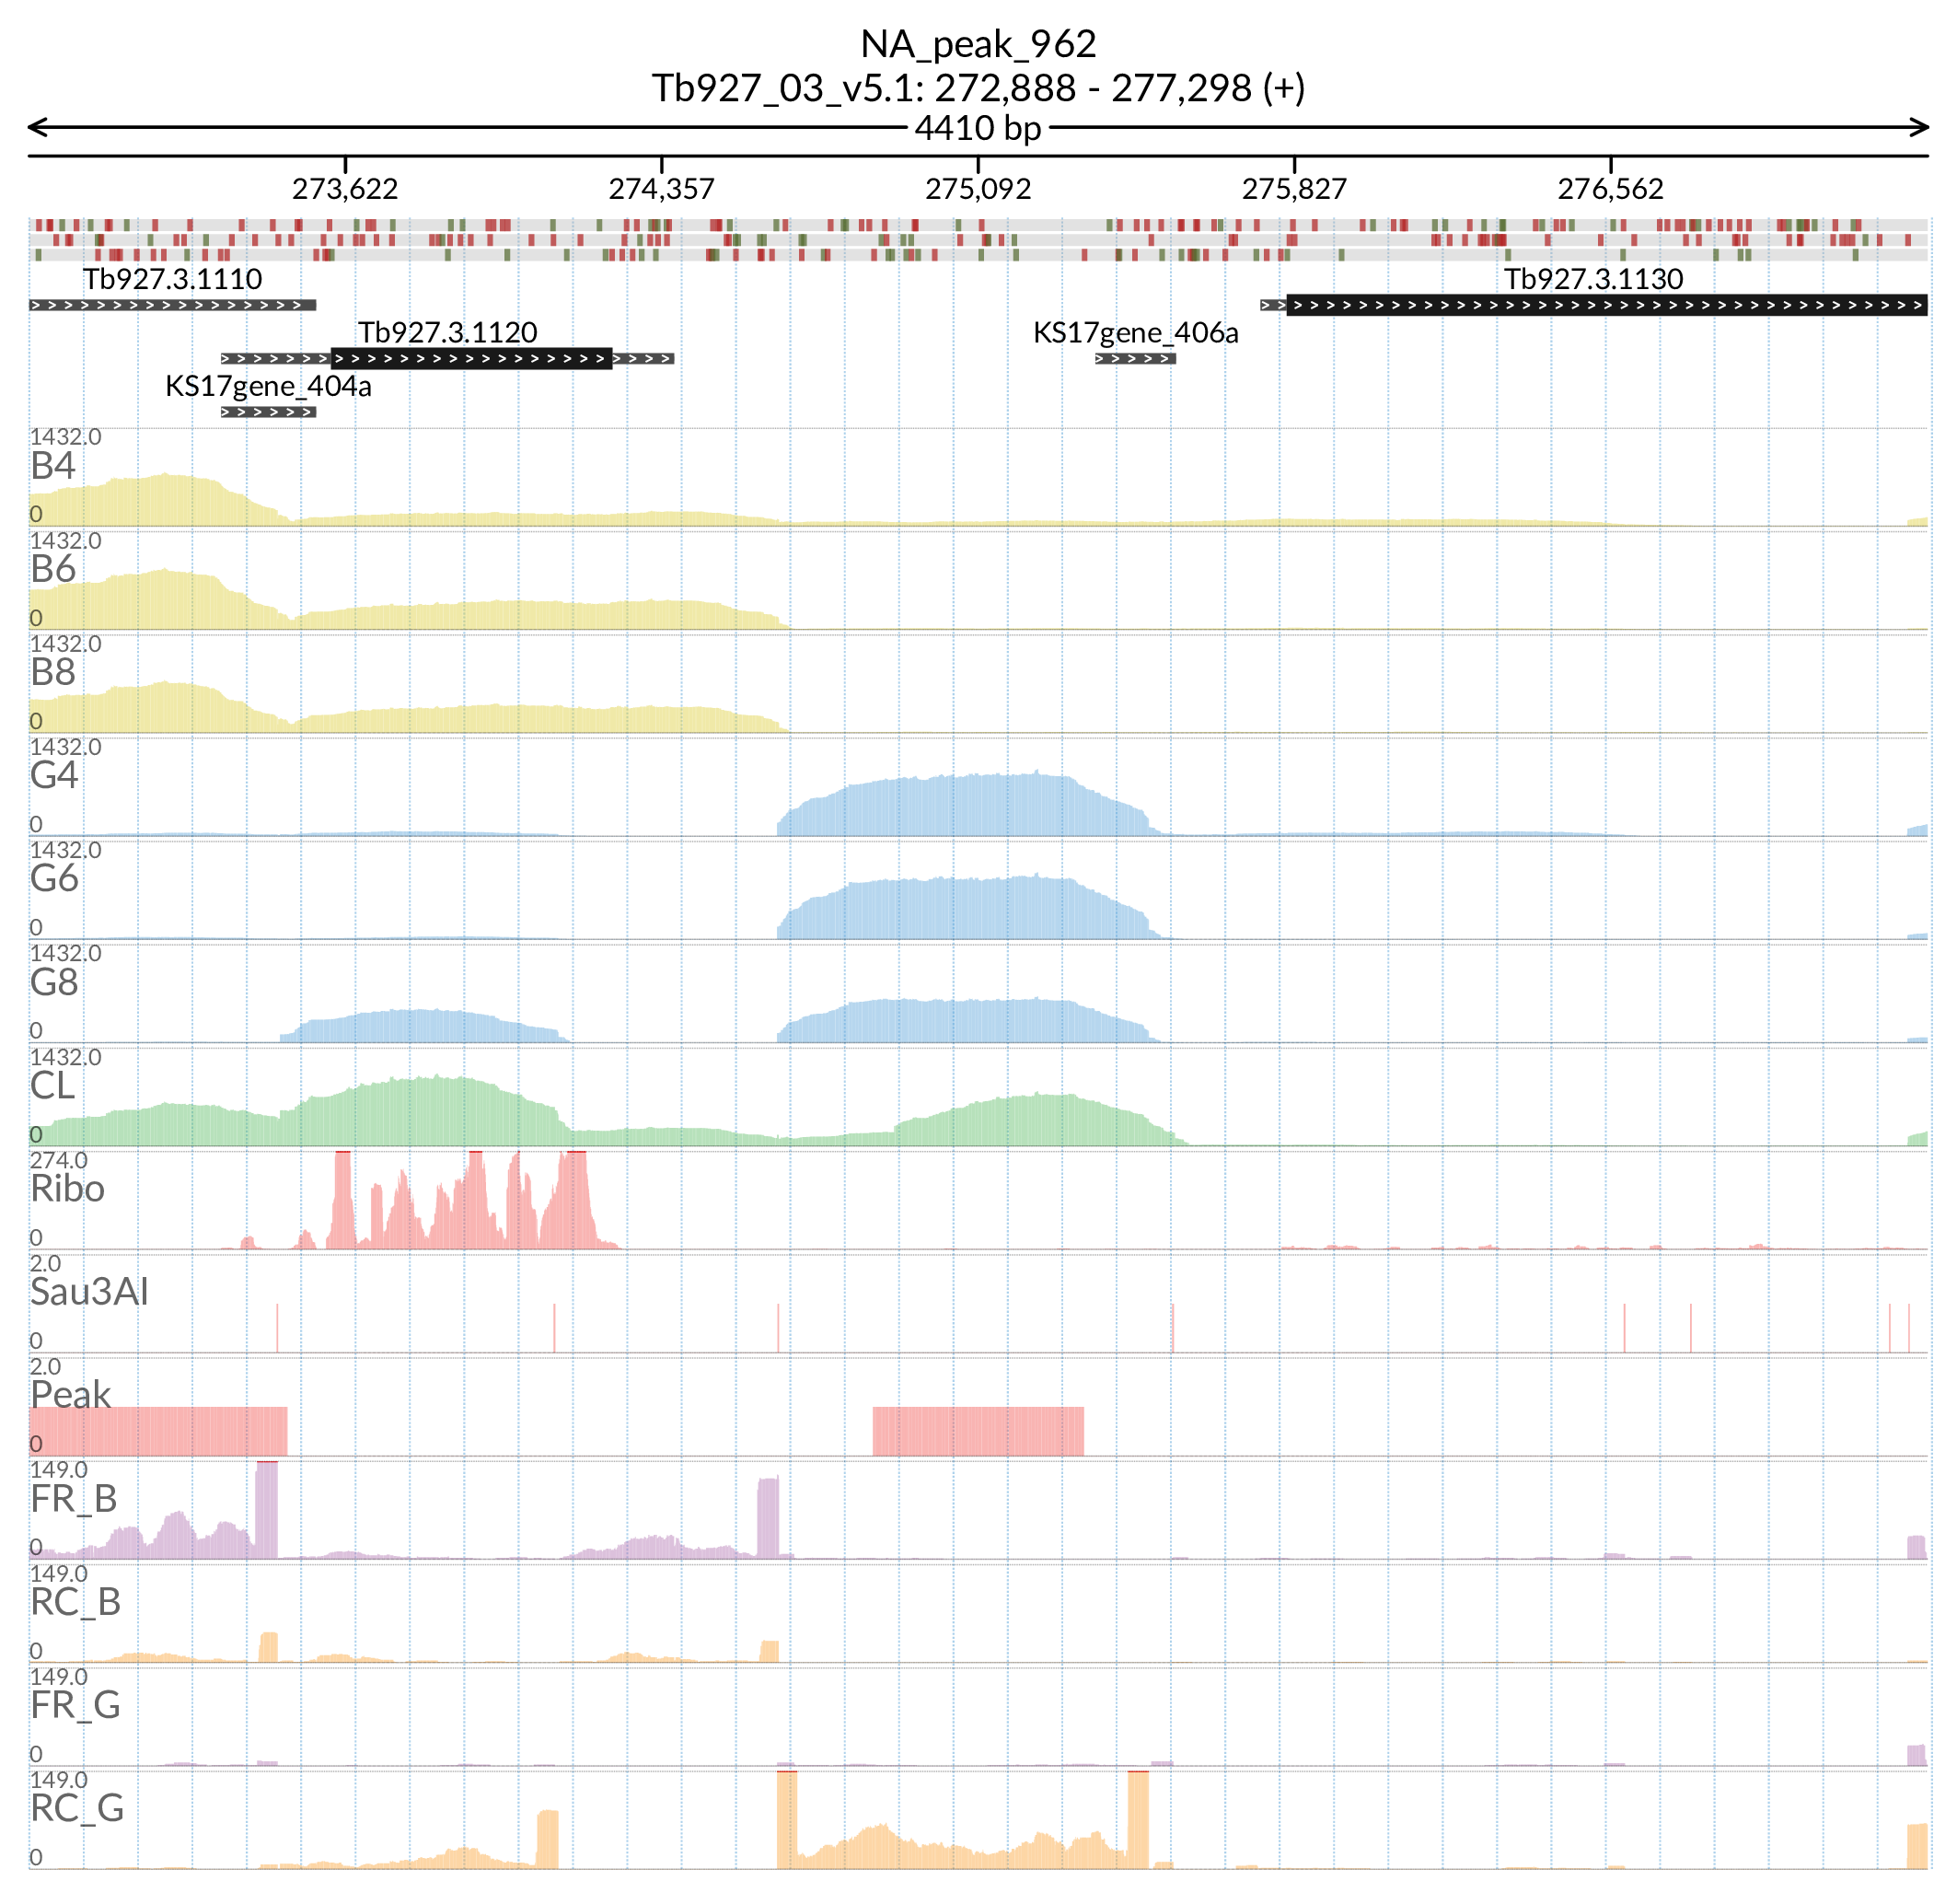 NA_peak_962
Tb927_03_v5.1: 272,888 - 277,298 (+)
4410 bp
273,622 274,357 275,092 275,827 276,562
Tb927.3.1110 Tb927.3.1130
Tb927.3.1120 KS17gene_406a
KS17gene_404a
1432.0
B4
0
1432.0
B6
0
1432.0
B8
0
1432.0
G4
0
1432.0
G6
0
1432.0
G8
0
1432.0
CL
0
274.0
Ribo
0
2.0
Sau3AI
0
2.0
Peak
0
149.0
FR_B
0
149.0
RC_B
0
149.0
FR_G
0
149.0
RC_G
0